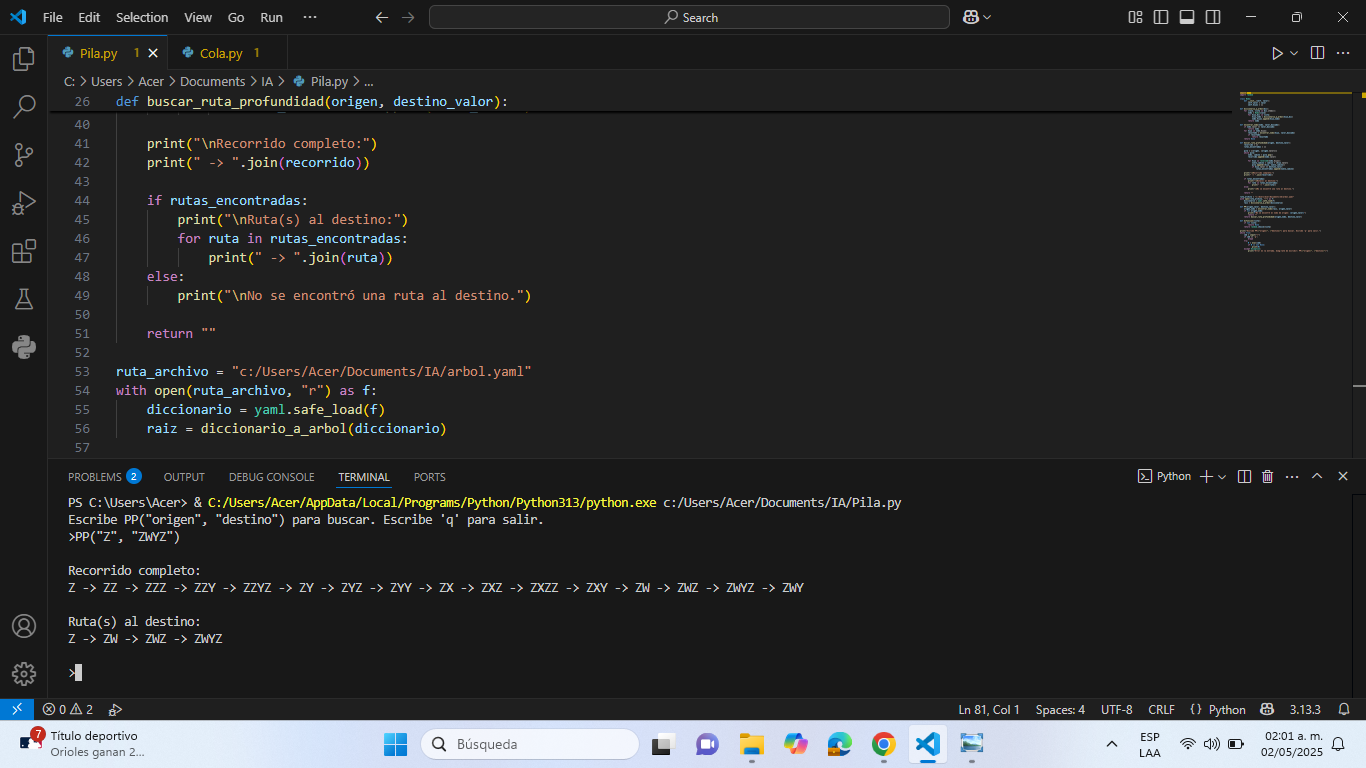 File Edit Selection View Go Run ··· Search
Pila.py 1 Cola.py 1
C: > Users > Acer > Documents > IA > Pila.py > ...
26 def buscar_ruta_profundidad(origen, destino_valor):
40
41 print("\nRecorrido completo:")
42 print(" -> ".join(recorrido))
43
44 if rutas_encontradas:
45 print("\nRuta(s) al destino:")
46 for ruta in rutas_encontradas:
47 print(" -> ".join(ruta))
48 else:
49 print("\nNo se encontró una ruta al destino.")
50
51 return ""
52
53 ruta_archivo = "c:/Users/Acer/Documents/IA/arbol.yaml"
54 with open(ruta_archivo, "r") as f:
55 diccionario = yaml.safe_load(f)
56 raiz = diccionario_a_arbol(diccionario)
57
PROBLEMS 2 OUTPUT DEBUG CONSOLE TERMINAL PORTS Python
PS C:\Users\Acer> & C:/Users/Acer/AppData/Local/Programs/Python/Python313/python.exe c:/Users/Acer/Documents/IA/Pila.py
Escribe PP("origen", "destino") para buscar. Escribe 'q' para salir.
>PP("Z", "ZWYZ")
Recorrido completo:
Z -> ZZ -> ZZZ -> ZZY -> ZZYZ -> ZY -> ZYZ -> ZYY -> ZX -> ZXZ -> ZXZZ -> ZXY -> ZW -> ZWZ -> ZWYZ -> ZWY
Ruta(s) al destino:
Z -> ZW -> ZWZ -> ZWYZ
>
0 2 Ln 81, Col 1 Spaces: 4 UTF-8 CRLF { } Python 3.13.3
7 Título deportivo
Orioles ganan 2...
Búsqueda
ESP
LAA
02:01 a. m.
02/05/2025